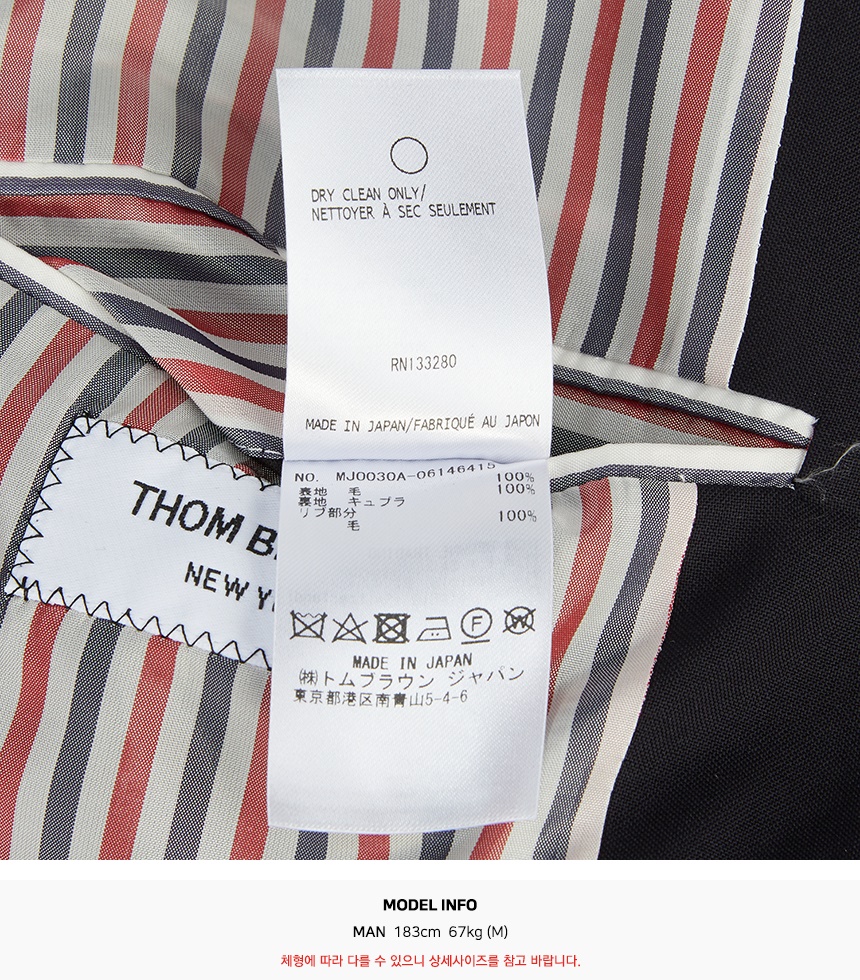 DRY CLEAN ONLY/
NETTOYER À SEC SEULEMENT
RN133280
MADE IN JAPAN/FABRIQUÉ AU JAPON
NO. MJ0030A-06146415
表地 毛 100%
裏地 キュプラ 100%
リブ部分
毛 100%
F
W
MADE IN JAPAN
㈱トムブラウン ジャパン
東京都港区南青山5-4-6
THOM B
NEW Y
MODEL INFO
MAN 183cm 67kg (M)
체형에 따라 다를 수 있으니 상세사이즈를 참고 바랍니다.